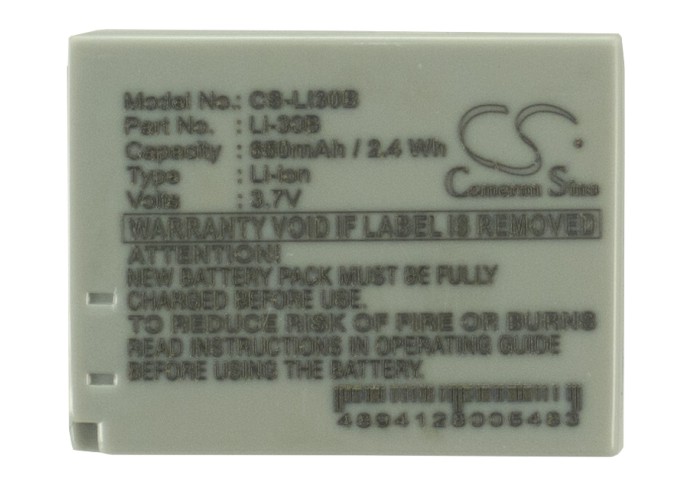 Model No.: CS-LI30B
Part No. : LI-30B
Capacity : 650mAh / 2.4 Wh
Type : Li-ion
Volts : 3.7V
CS
Cameron Sino
WARRANTY VOID IF LABEL IS REMOVED
ATTENTION!
NEW BATTERY PACK MUST BE FULLY
CHARGED BEFORE USE.
TO REDUCE RISK OF FIRE OR BURNS
READ INSTRUCTIONS IN OPERATING GUIDE
BEFORE USING THE BATTERY.
4894128005483